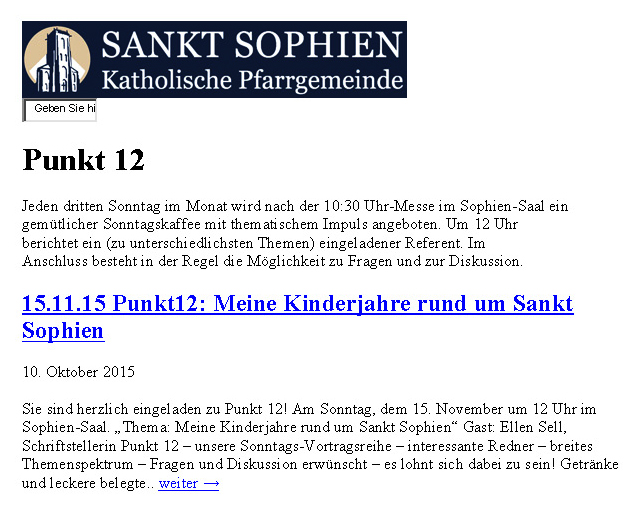 SANKT SOPHIEN
Katholische Pfarrgemeinde
Geben Sie hi
Punkt 12
Jeden dritten Sonntag im Monat wird nach der 10:30 Uhr-Messe im Sophien-Saal ein
gemütlicher Sonntagskaffee mit thematischem Impuls angeboten. Um 12 Uhr
berichtet ein (zu unterschiedlichsten Themen) eingeladener Referent. Im
Anschluss besteht in der Regel die Möglichkeit zu Fragen und zur Diskussion.
15.11.15 Punkt12: Meine Kinderjahre rund um Sankt
Sophien
10. Oktober 2015
Sie sind herzlich eingeladen zu Punkt 12! Am Sonntag, dem 15. November um 12 Uhr im
Sophien-Saal. „Thema: Meine Kinderjahre rund um Sankt Sophien“ Gast: Ellen Sell,
Schriftstellerin Punkt 12 – unsere Sonntags-Vortragsreihe – interessante Redner – breites
Themenspektrum – Fragen und Diskussion erwünscht – es lohnt sich dabei zu sein! Getränke
und leckere belegte.. weiter →